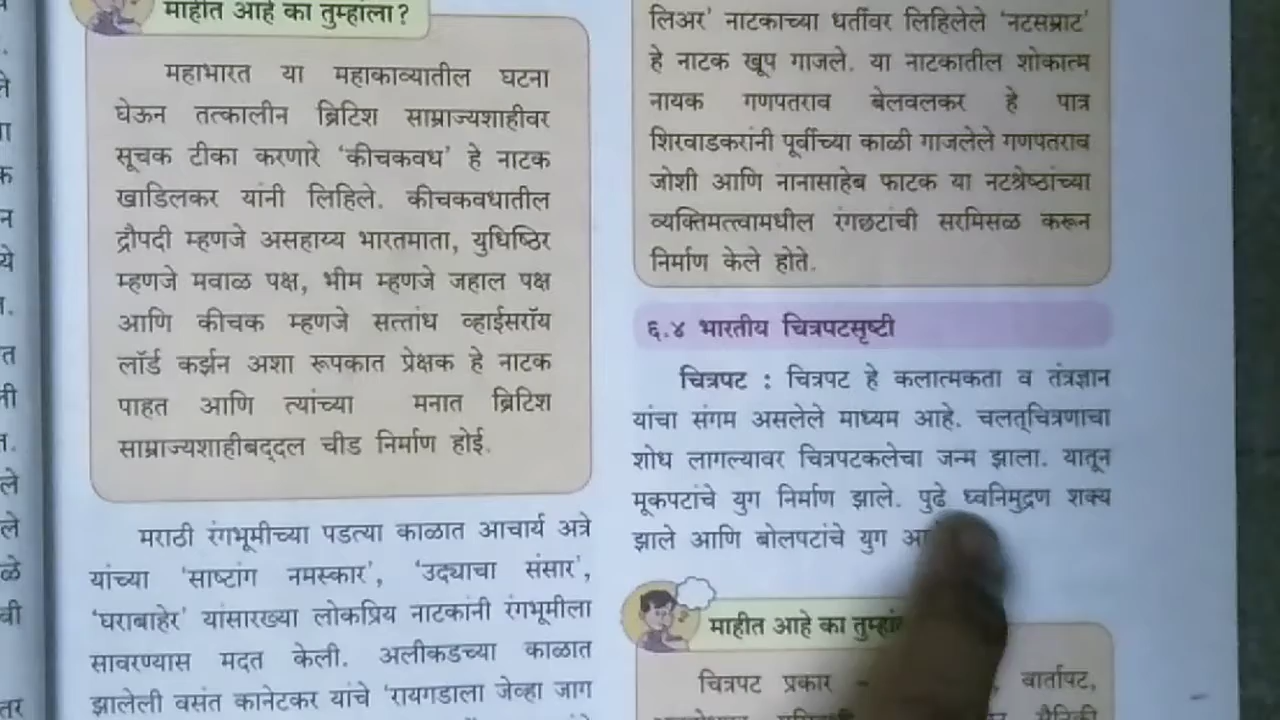 माहीत आहे का तुम्हांला?
महाभारत या महाकाव्यातील घटना
घेऊन तत्कालीन ब्रिटिश साम्राज्यशाहीवर
सूचक टीका करणारे ‘कीचकवध’ हे नाटक
खाडिलकर यांनी लिहिले. कीचकवधातील
द्रौपदी म्हणजे असहाय्य भारतमाता, युधिष्ठिर
म्हणजे मवाळ पक्ष, भीम म्हणजे जहाल पक्ष
आणि कीचक म्हणजे सत्तांध व्हाईसरॉय
लॉर्ड कर्झन अशा रूपकात प्रेक्षक हे नाटक
पाहत आणि त्यांच्या मनात ब्रिटिश
साम्राज्यशाहीबद्दल चीड निर्माण होई.
मराठी रंगभूमीच्या पडत्या काळात आचार्य अत्रे
यांच्या ‘साष्टांग नमस्कार’, ‘उद्याचा संसार’,
‘घराबाहेर’ यांसारख्या लोकप्रिय नाटकांनी रंगभूमीला
सावरण्यास मदत केली. अलीकडच्या काळात
झालेली वसंत कानेटकर यांचे ‘रायगडाला जेव्हा जाग
लिअर’ नाटकाच्या धर्तीवर लिहिलेले ‘नटसम्राट’
हे नाटक खूप गाजले. या नाटकातील शोकात्म
नायक गणपतराव बेलवलकर हे पात्र
शिरवाडकरांनी पूर्वीच्या काळी गाजलेले गणपतराव
जोशी आणि नानासाहेब फाटक या नटश्रेष्ठांच्या
व्यक्तिमत्त्वामधील रंगछटांची सरमिसळ करून
निर्माण केले होते.
६.४ भारतीय चित्रपटसृष्टी
चित्रपट : चित्रपट हे कलात्मकता व तंत्रज्ञान
यांचा संगम असलेले माध्यम आहे. चलत्‌चित्रणाचा
शोध लागल्यावर चित्रपटकलेचा जन्म झाला. यातून
मूकपटांचे युग निर्माण झाले. पुढे ध्वनिमुद्रण शक्य
झाले आणि बोलपटांचे युग
माहीत आहे का
चित्रपट प्रकार – वार्तापट,